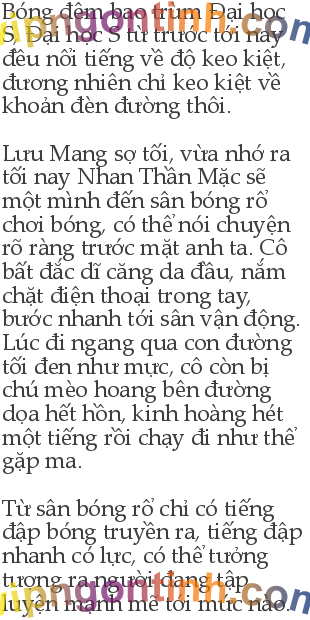 Bóng đêm bao trùm Đại học
S. Đại học S từ trước tới nay
đều nổi tiếng về độ keo kiệt,
đương nhiên chỉ keo kiệt về
khoản đèn đường thôi.
Lưu Mang sợ tối, vừa nhớ ra
tối nay Nhan Thần Mặc sẽ
một mình đến sân bóng rổ
chơi bóng, có thể nói chuyện
rõ ràng trước mặt anh ta. Cô
bất đắc dĩ căng da đầu, nắm
chặt điện thoại trong tay,
bước nhanh tới sân vận động.
Lúc đi ngang qua con đường
tối đen như mực, cô còn bị
chú mèo hoang bên đường
dọa hết hồn, kinh hoàng hét
một tiếng rồi chạy đi như thể
gặp ma.
Từ sân bóng rổ chỉ có tiếng
đập bóng truyền ra, tiếng đập
nhanh có lực, có thể tưởng
tượng ra người đang tập
luyện mạnh mẽ tới mức nào.
vipngontinh.com
vipngontinh.com